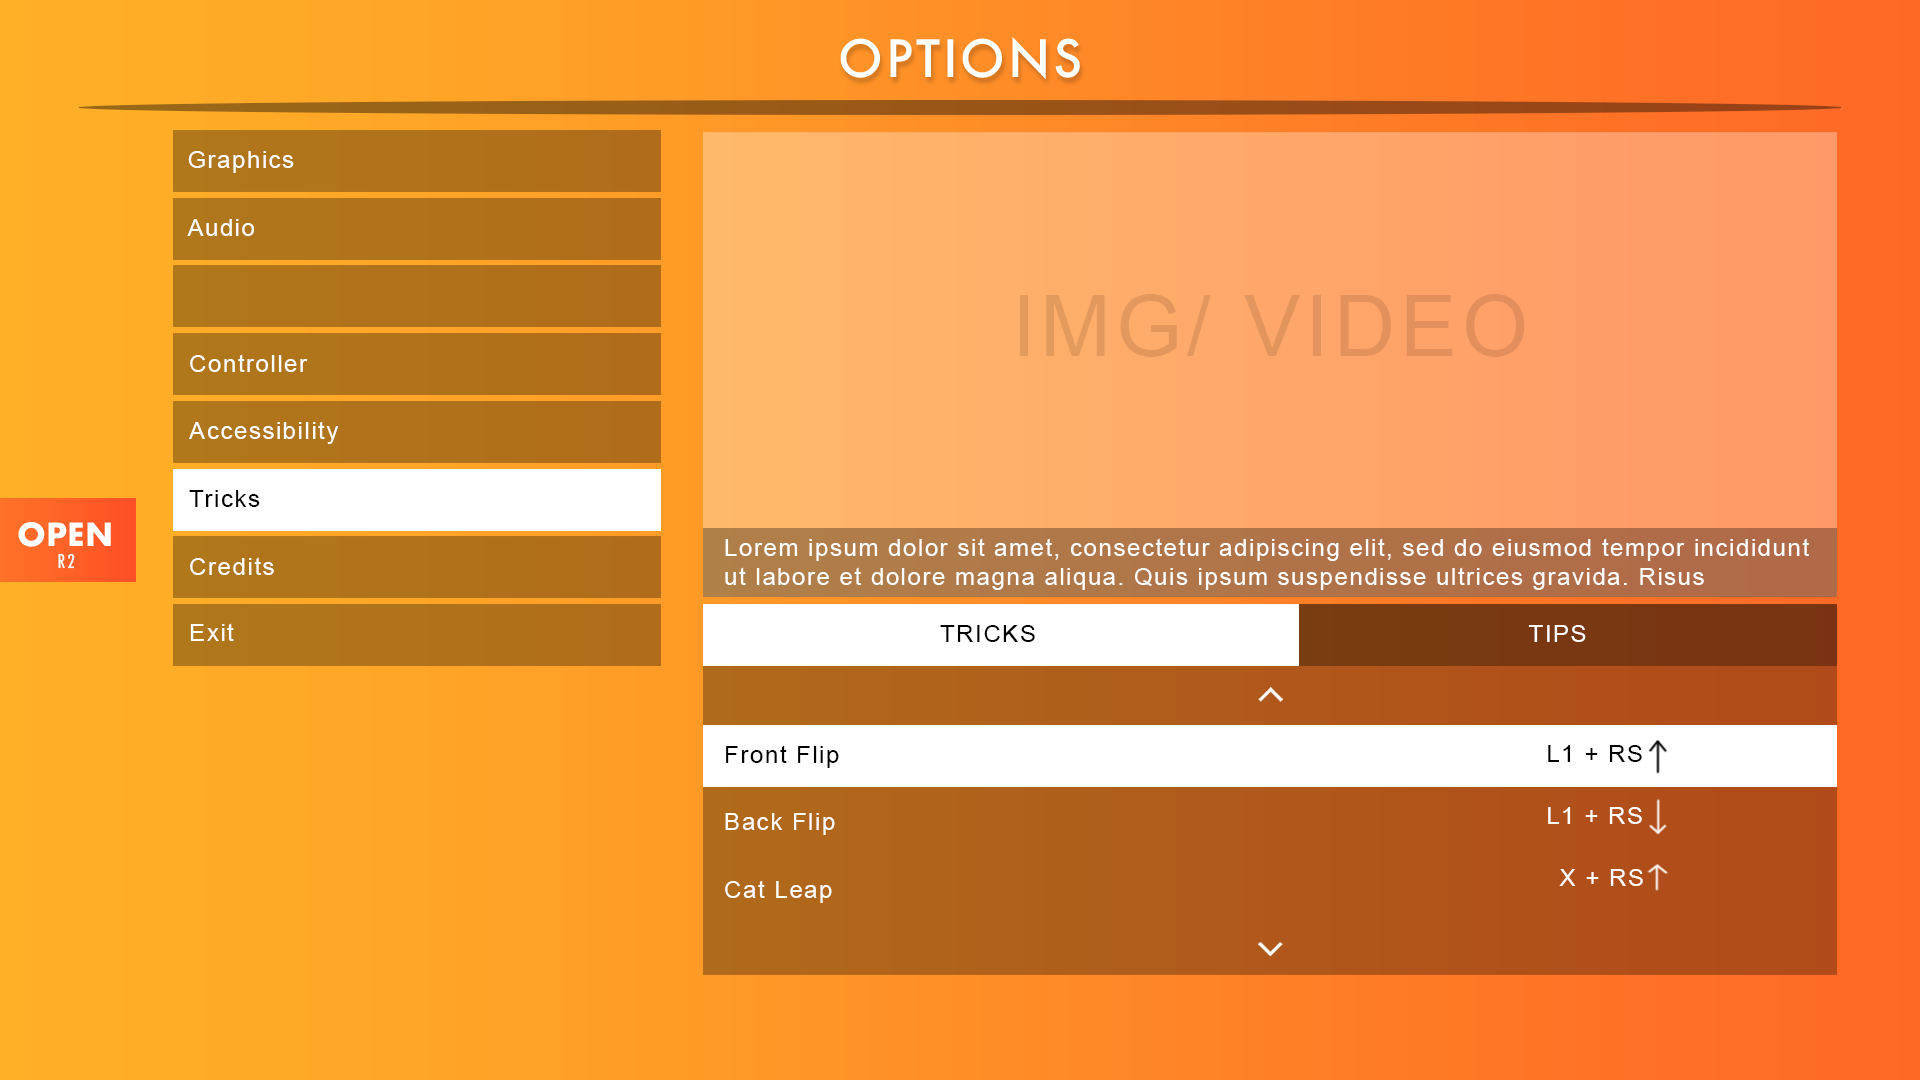 OPTIONS
Graphics
Audio
Controller
Accessibility
Tricks
Credits
Exit
OPEN
R2
IMG/ VIDEO
Lorem ipsum dolor sit amet, consectetur adipiscing elit, sed do eiusmod tempor incididunt
ut labore et dolore magna aliqua. Quis ipsum suspendisse ultrices gravida. Risus
TRICKS TIPS
Front Flip L1 + RS↑
Back Flip L1 + RS↓
Cat Leap X + RS↑